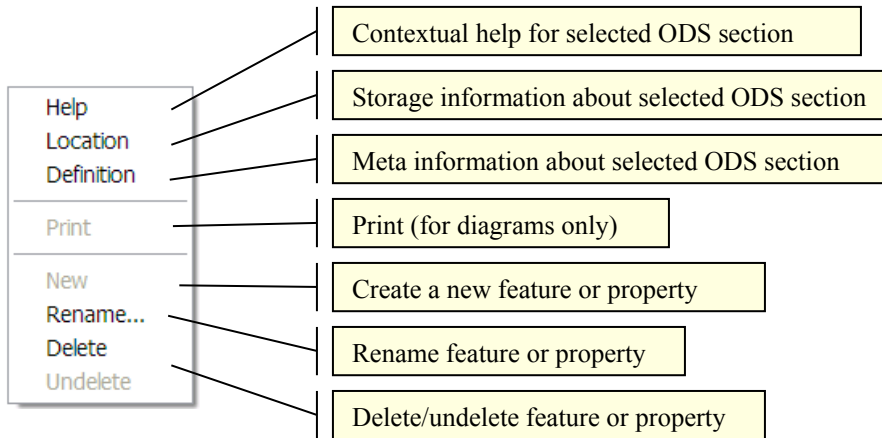 Contextual help for selected ODS section
Help
Storage information about selected ODS section
Location
Definition
Meta information about selected ODS section
Print
Print (for diagrams only)
New
Create a new feature or property
Rename...
Rename feature or property
Delete
Undelete
Delete/undelete feature or property